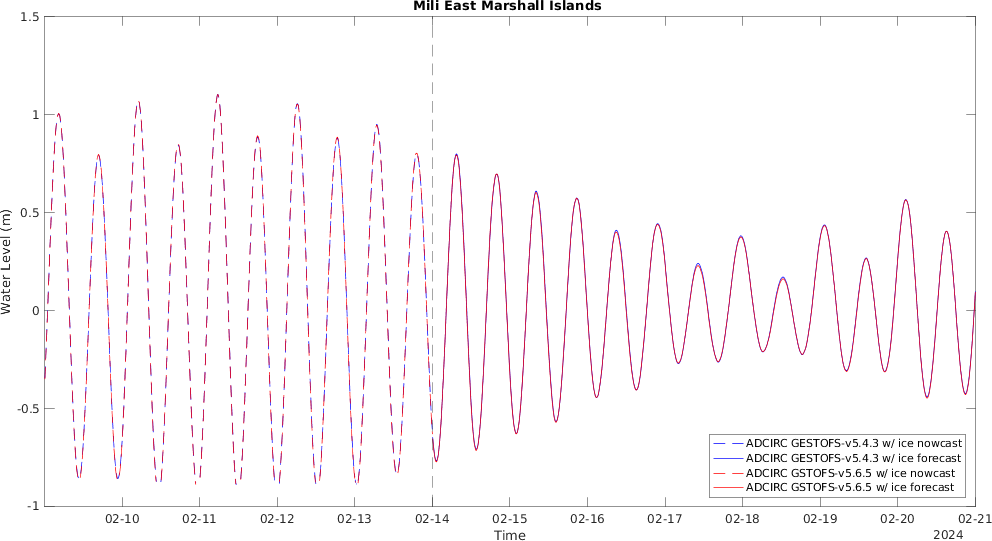 Mili East Marshall Islands
1.5
1
0.5
0
-0.5
-1
Water Level (m)
ADCIRC GESTOFS-v5.4.3 w/ ice nowcast
ADCIRC GESTOFS-v5.4.3 w/ ice forecast
ADCIRC GSTOFS-v5.6.5 w/ ice nowcast
ADCIRC GSTOFS-v5.6.5 w/ ice forecast
02-10 02-11 02-12 02-13 02-14 02-15 02-16 02-17 02-18 02-19 02-20 02-21
Time
2024